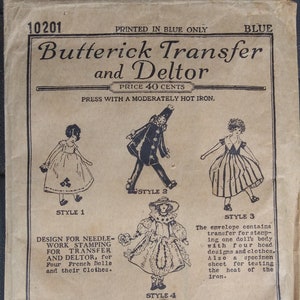 10201 PRINTED IN BLUE ONLY BLUE
Butterick Transfer
and Deltor
PRICE 40 CENTS
PRESS WITH A MODERATELY HOT IRON.
STYLE 1
STYLE 2
STYLE 3
DESIGN FOR NEEDLE-
WORK STAMPING
FOR TRANSFER
AND DELTOR, for
Four French Dolls
and their Clothes.
The envelope contains
transfer for stamp-
ing one doll's body
with four head
designs and clothes.
Also a specimen
sheet for testing
the heat of the
iron.
STYLE 4